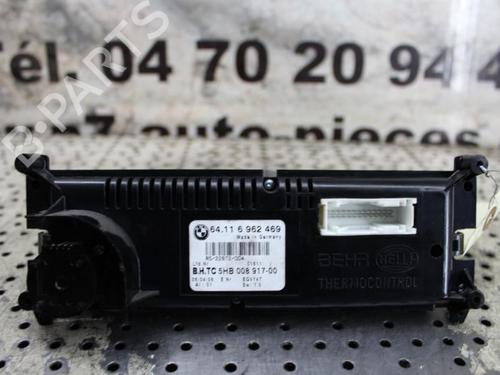 Tél. 04 70 20 94
auto-pieces
B-PARTS
64.11 6 962 469
Made in Germany
B.H.TC 5HB 008 917-00
BEHR HELLA
THERMOCONTROL